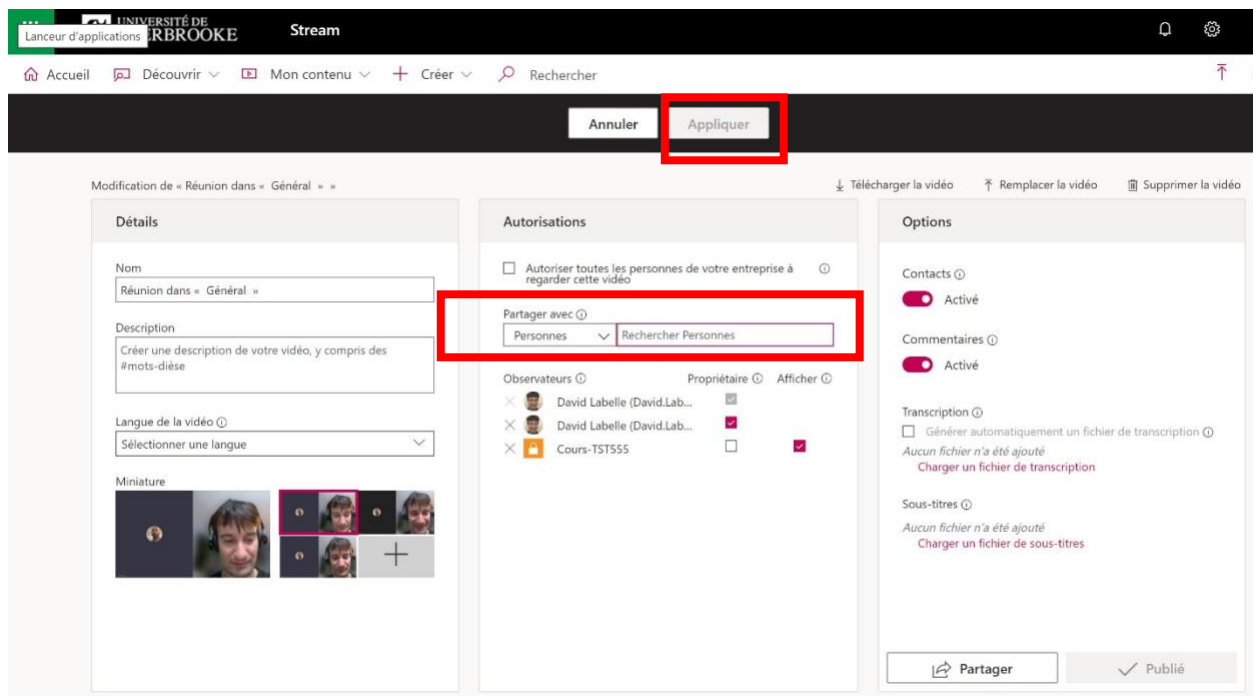 UNIVERSITÉ DE
Lanceur d'applications
RBROOKE
Stream
Accueil
Découvrir
Mon contenu
Créer
Rechercher
Annuler
Appliquer
Modification de « Réunion dans « Général » »
Télécharger la vidéo
Remplacer la vidéo
Supprimer la vidéo
Détails
Nom
Réunion dans « Général »
Description
Créer une description de votre vidéo, y compris des
#mots-dièse
Langue de la vidéo
Sélectionner une langue
Miniature
Autorisations
Autoriser toutes les personnes de votre entreprise à
regarder cette vidéo
Partager avec
Personnes
Rechercher Personnes
Observateurs Propriétaire Afficher
David Labelle (David.Lab...
David Labelle (David.Lab...
Cours-TST555
Options
Contacts
Activé
Commentaires
Activé
Transcription
Générer automatiquement un fichier de transcription
Aucun fichier n'a été ajouté
Charger un fichier de transcription
Sous-titres
Aucun fichier n'a été ajouté
Charger un fichier de sous-titres
Partager
Publié